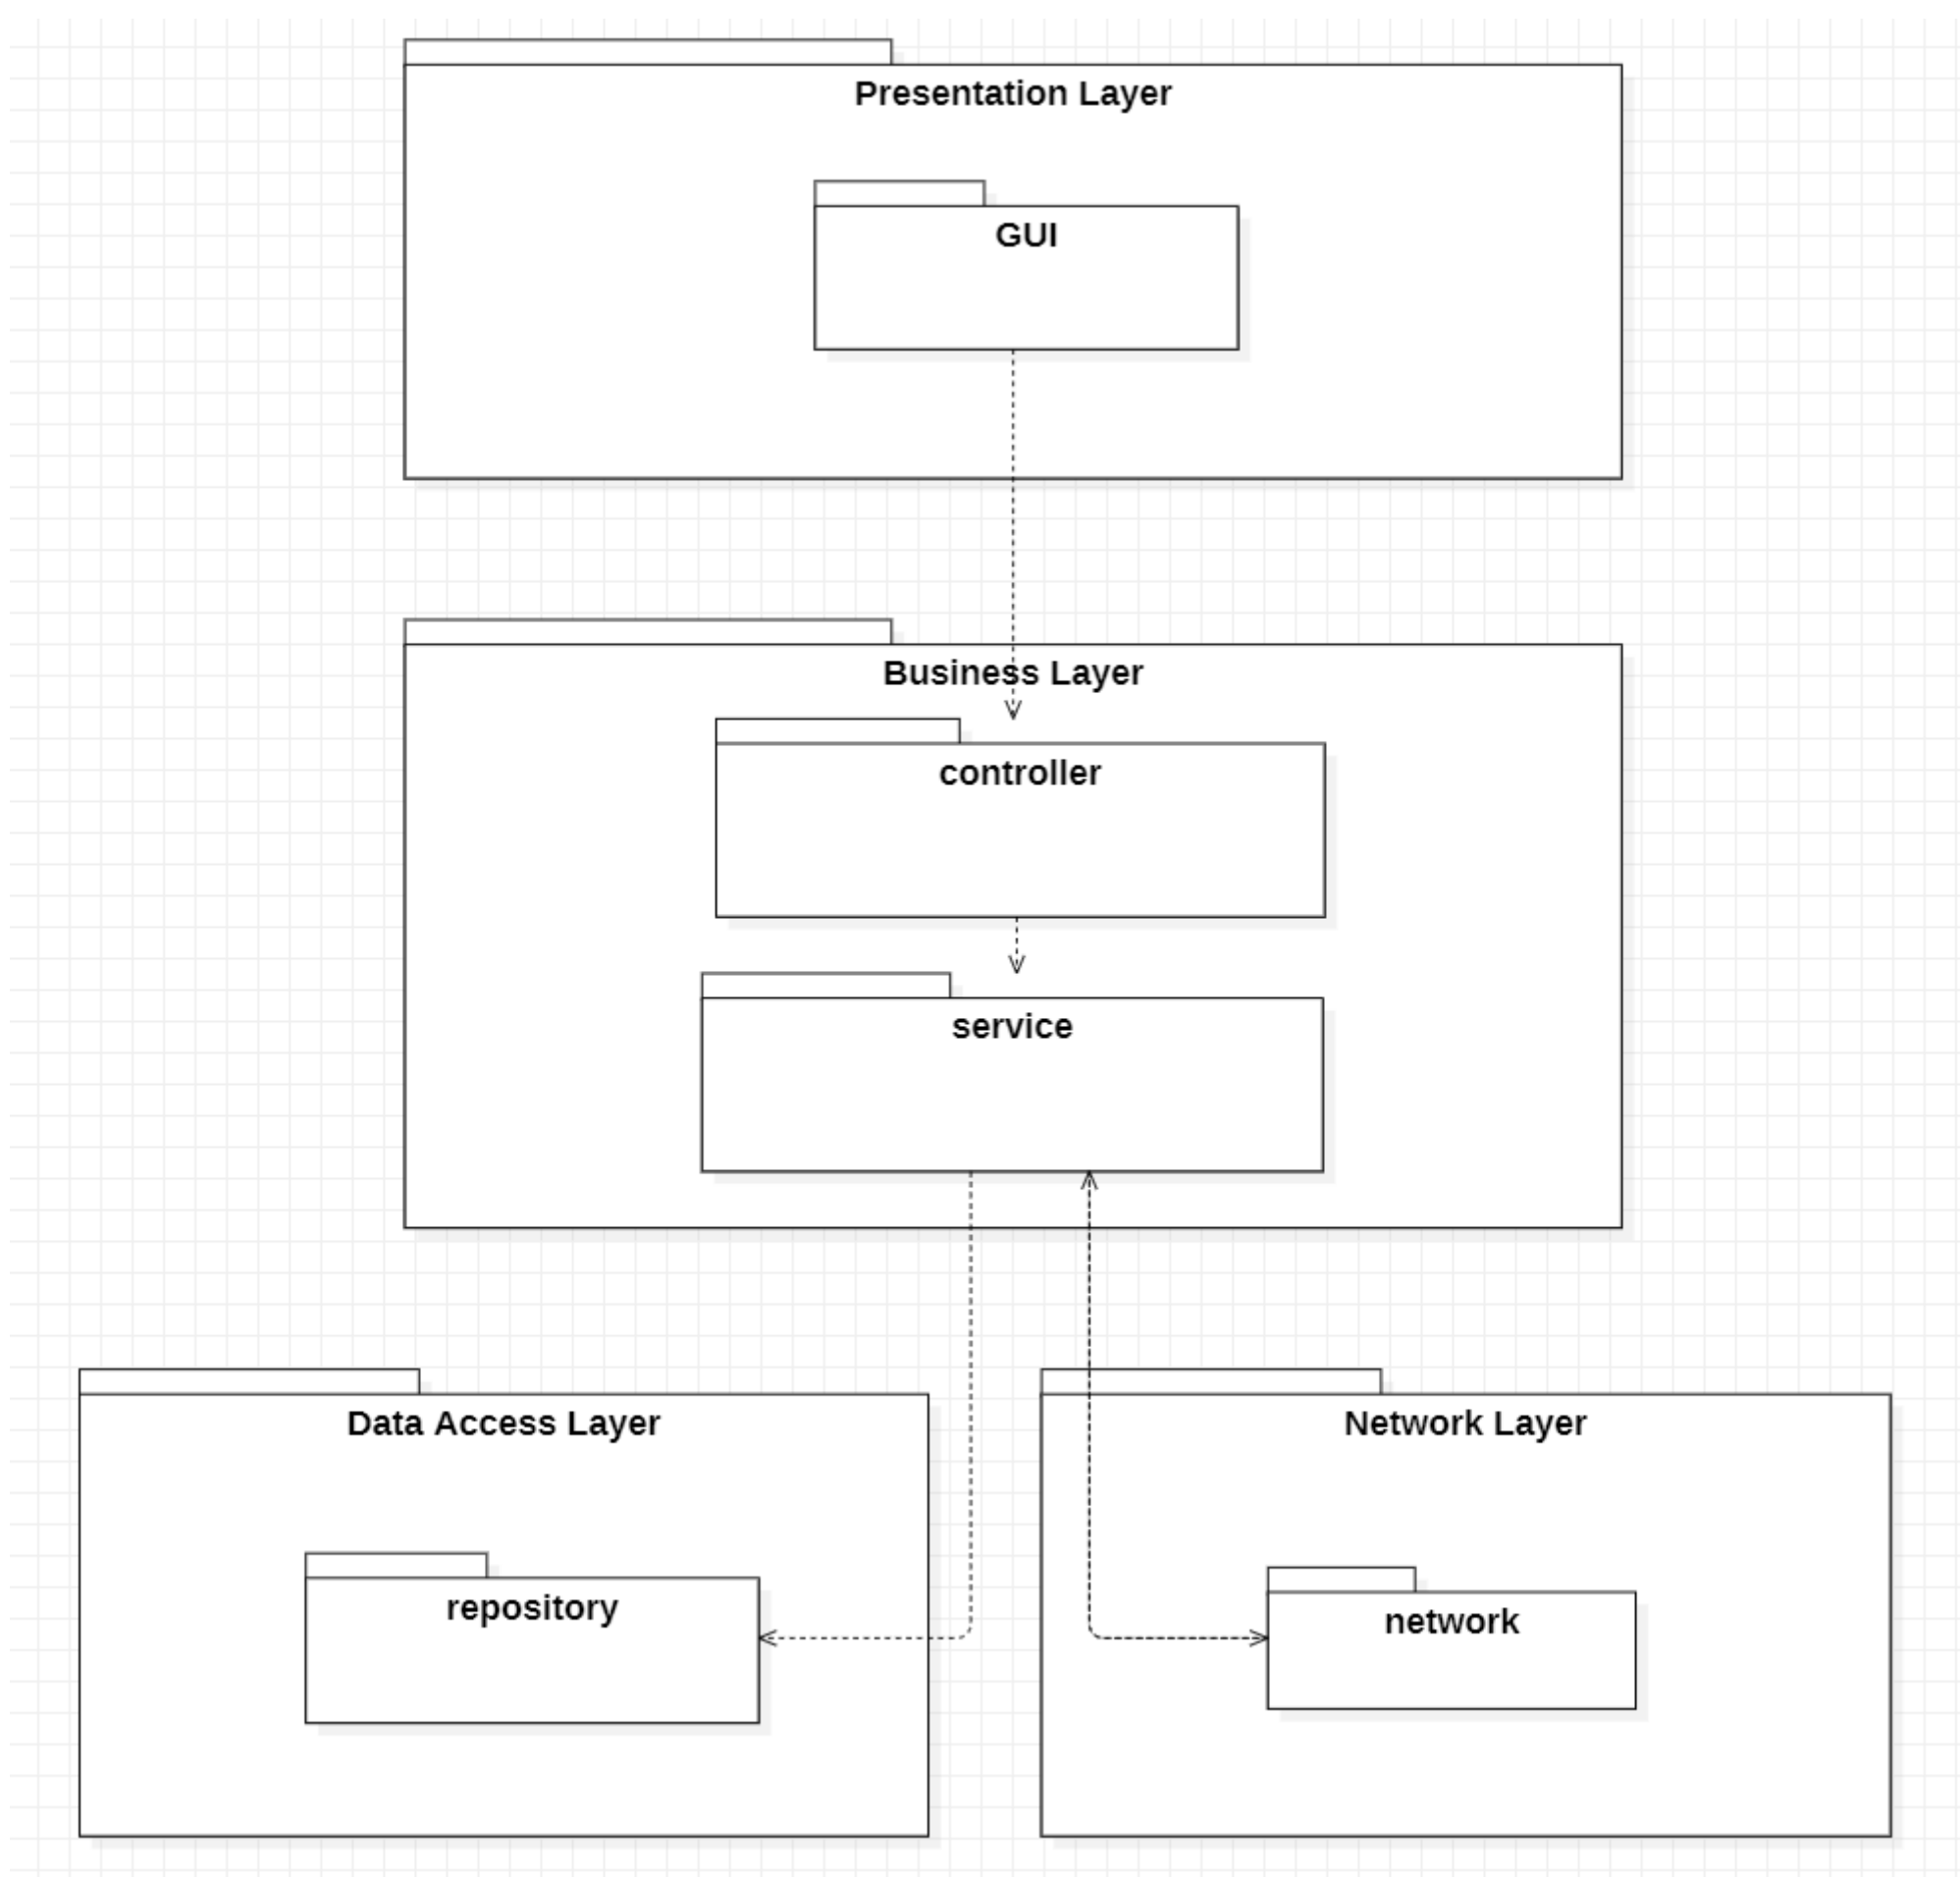 Presentation Layer
GUI
Business Layer
controller
service
Data Access Layer
Network Layer
repository
network